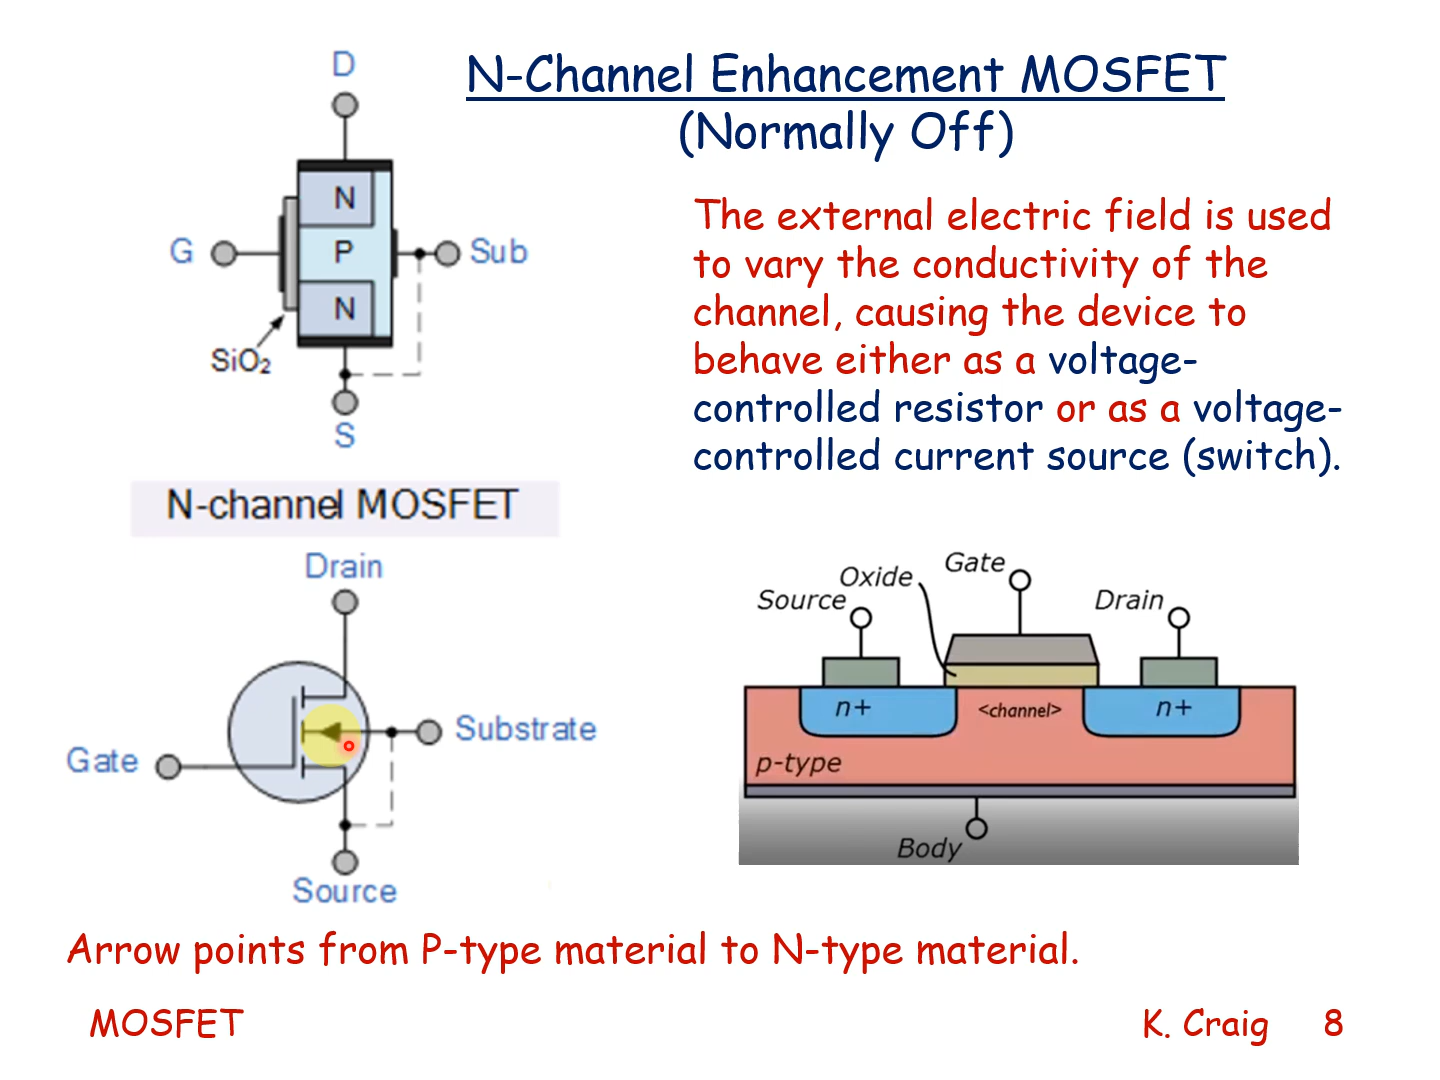 N-Channel Enhancement MOSFET
(Normally Off)
D
N
G
P
Sub
N
SiO2
S
The external electric field is used
to vary the conductivity of the
channel, causing the device to
behave either as a voltage-
controlled resistor or as a voltage-
controlled current source (switch).
N-channel MOSFET
Drain
Gate
Substrate
Source
Source
Oxide
Gate
Drain
n+
<channel>
n+
p-type
Body
Arrow points from P-type material to N-type material.
MOSFET
K. Craig 8